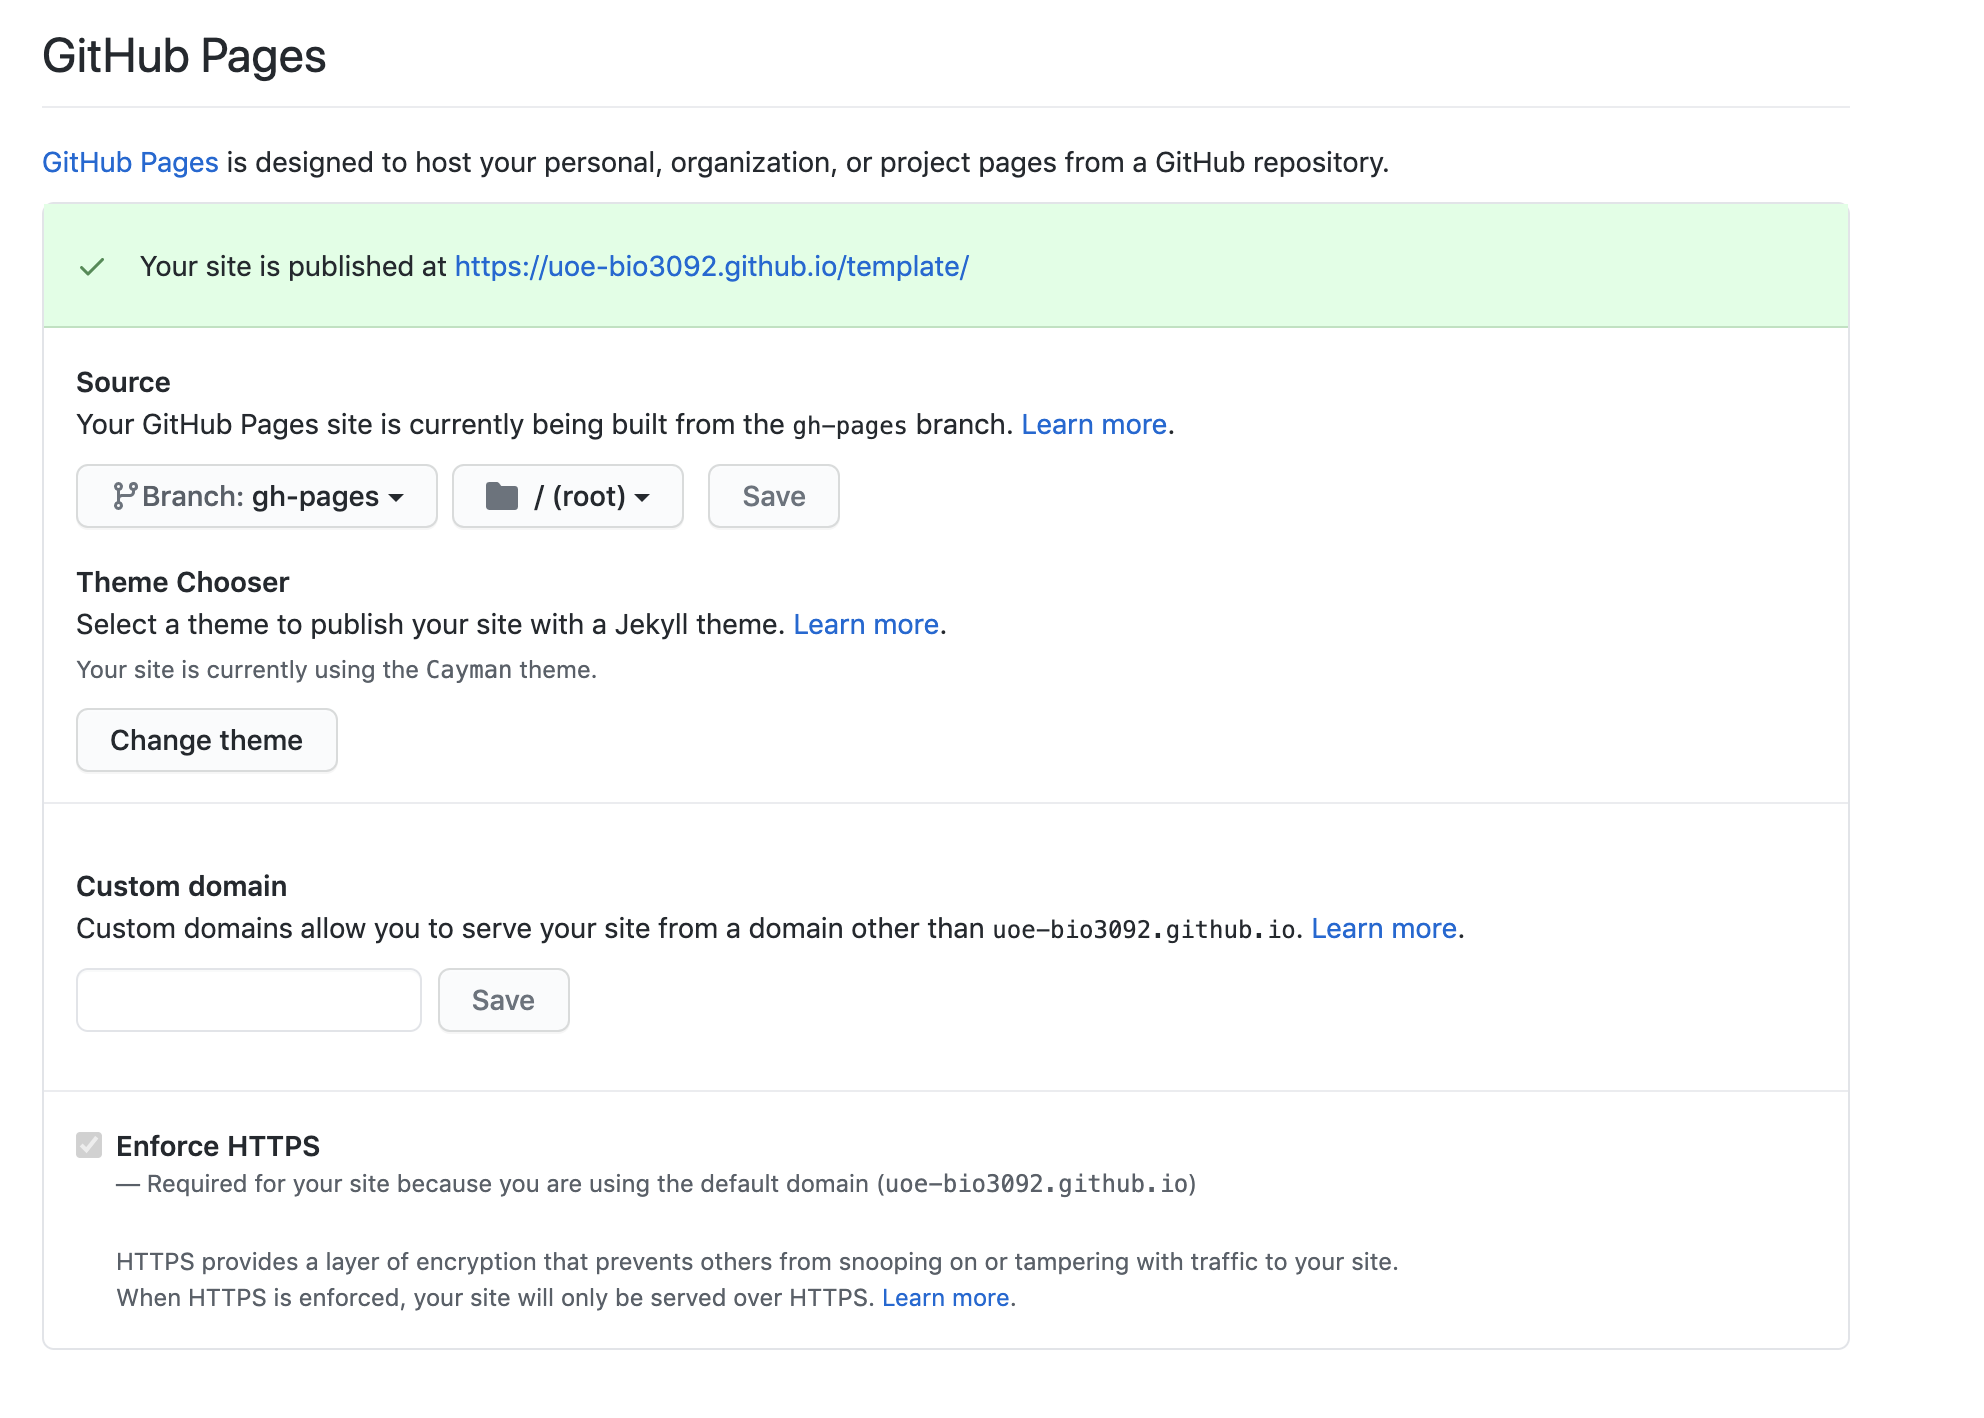 GitHub Pages
GitHub Pages is designed to host your personal, organization, or project pages from a GitHub repository.
Your site is published at https://uoe-bio3092.github.io/template/
Source
Your GitHub Pages site is currently being built from the gh-pages branch. Learn more.
Branch: gh-pages / (root) Save
Theme Chooser
Select a theme to publish your site with a Jekyll theme. Learn more.
Your site is currently using the Cayman theme.
Change theme
Custom domain
Custom domains allow you to serve your site from a domain other than uoe-bio3092.github.io. Learn more.
Save
Enforce HTTPS
— Required for your site because you are using the default domain (uoe-bio3092.github.io)
HTTPS provides a layer of encryption that prevents others from snooping on or tampering with traffic to your site.
When HTTPS is enforced, your site will only be served over HTTPS. Learn more.